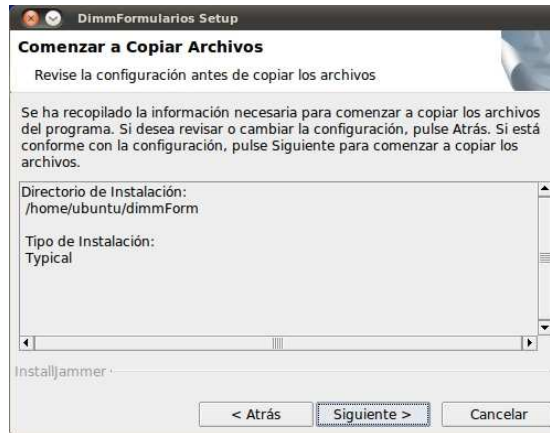 DimmFormularios Setup
Comenzar a Copiar Archivos
Revise la configuración antes de copiar los archivos
Se ha recopilado la información necesaria para comenzar a copiar los archivos
del programa. Si desea revisar o cambiar la configuración, pulse Atrás. Si está
conforme con la configuración, pulse Siguiente para comenzar a copiar los
archivos.
Directorio de Instalación:
/home/ubuntu/dimmForm
Tipo de Instalación:
Typical
InstallJammer
< Atrás Siguiente > Cancelar